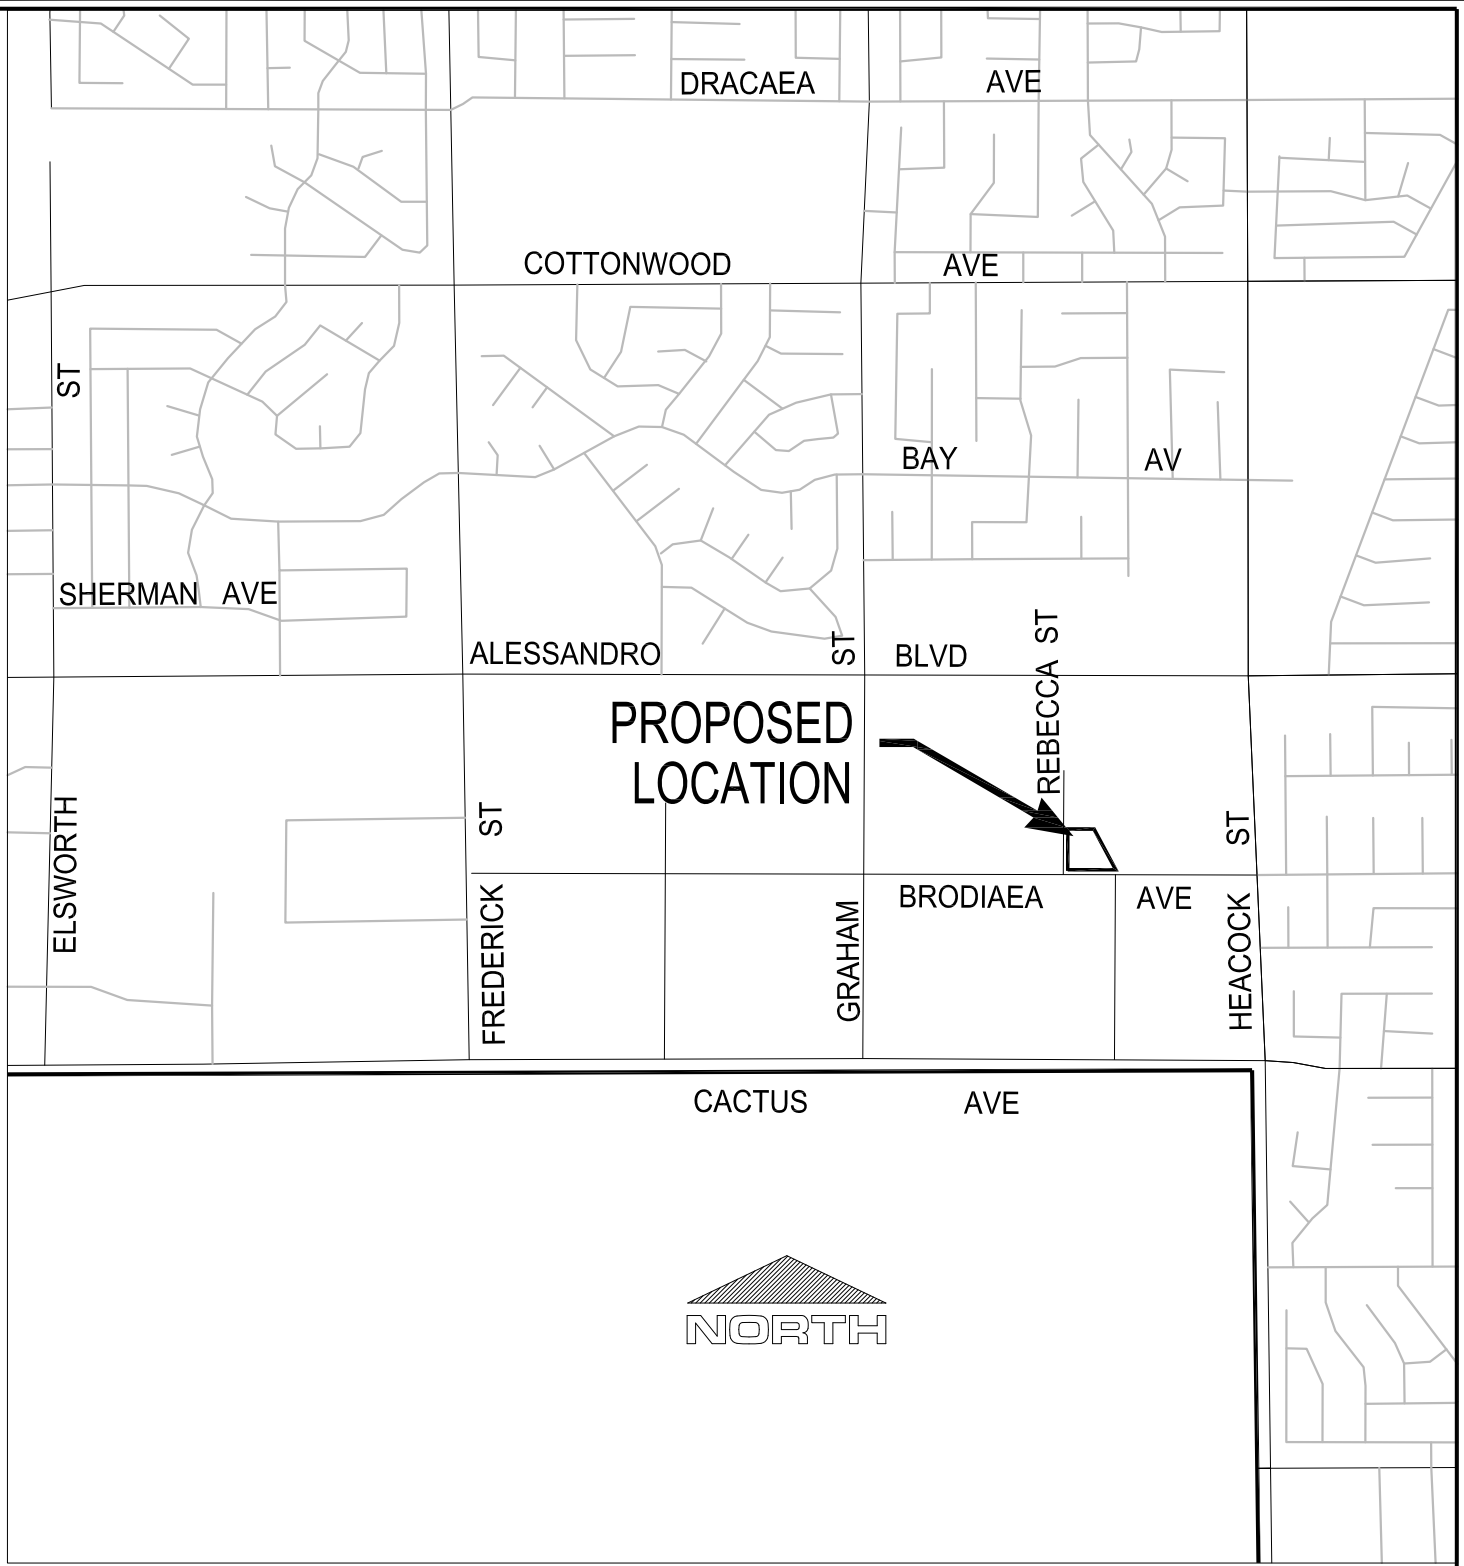 DRACAEA AVE
COTTONWOOD AVE
ST
BAY AV
SHERMAN AVE
ALESSANDRO BLVD
ST
REBECCA ST
PROPOSED
LOCATION
ELSWORTH
FREDERICK ST
GRAHAM
BRODIAEA AVE
HEACOCK ST
CACTUS AVE
NORTH